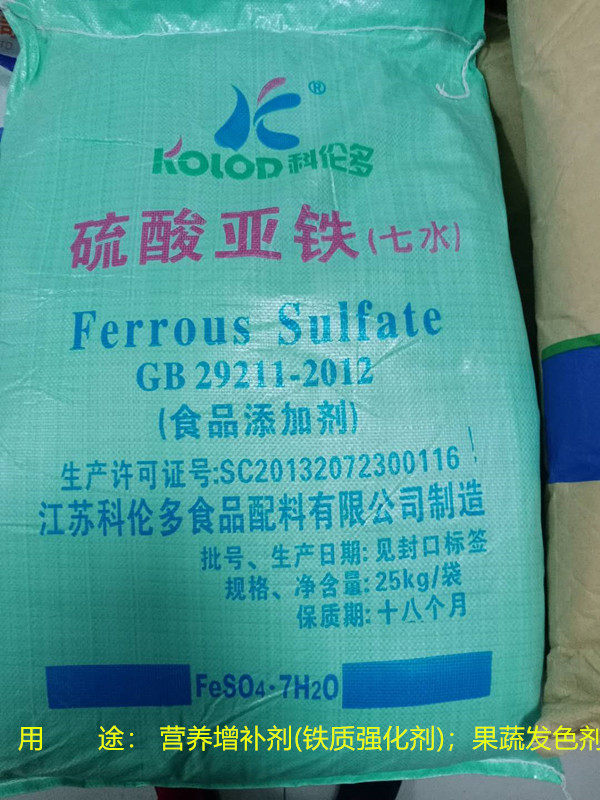 ®
KOLOD科伦多
硫酸亚铁(七水)
Ferrous Sulfate
GB 29211-2012
(食品添加剂)
生产许可证号:SC20132072300116
江苏科伦多食品配料有限公司制造
批号、生产日期:见封口标签
规格、净含量:25kg/袋
保质期:十八个月
FeSO4·7H2O
用 途: 营养增补剂(铁质强化剂); 果蔬发色剂